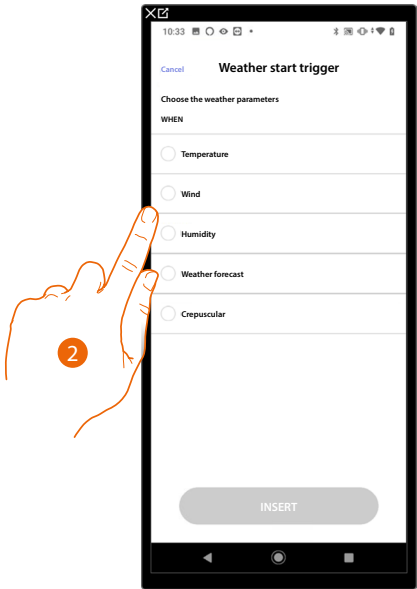 10:33
Cancel Weather start trigger
Choose the weather parameters
WHEN
Temperature
Wind
Humidity
Weather forecast
Crepuscular
2
INSERT